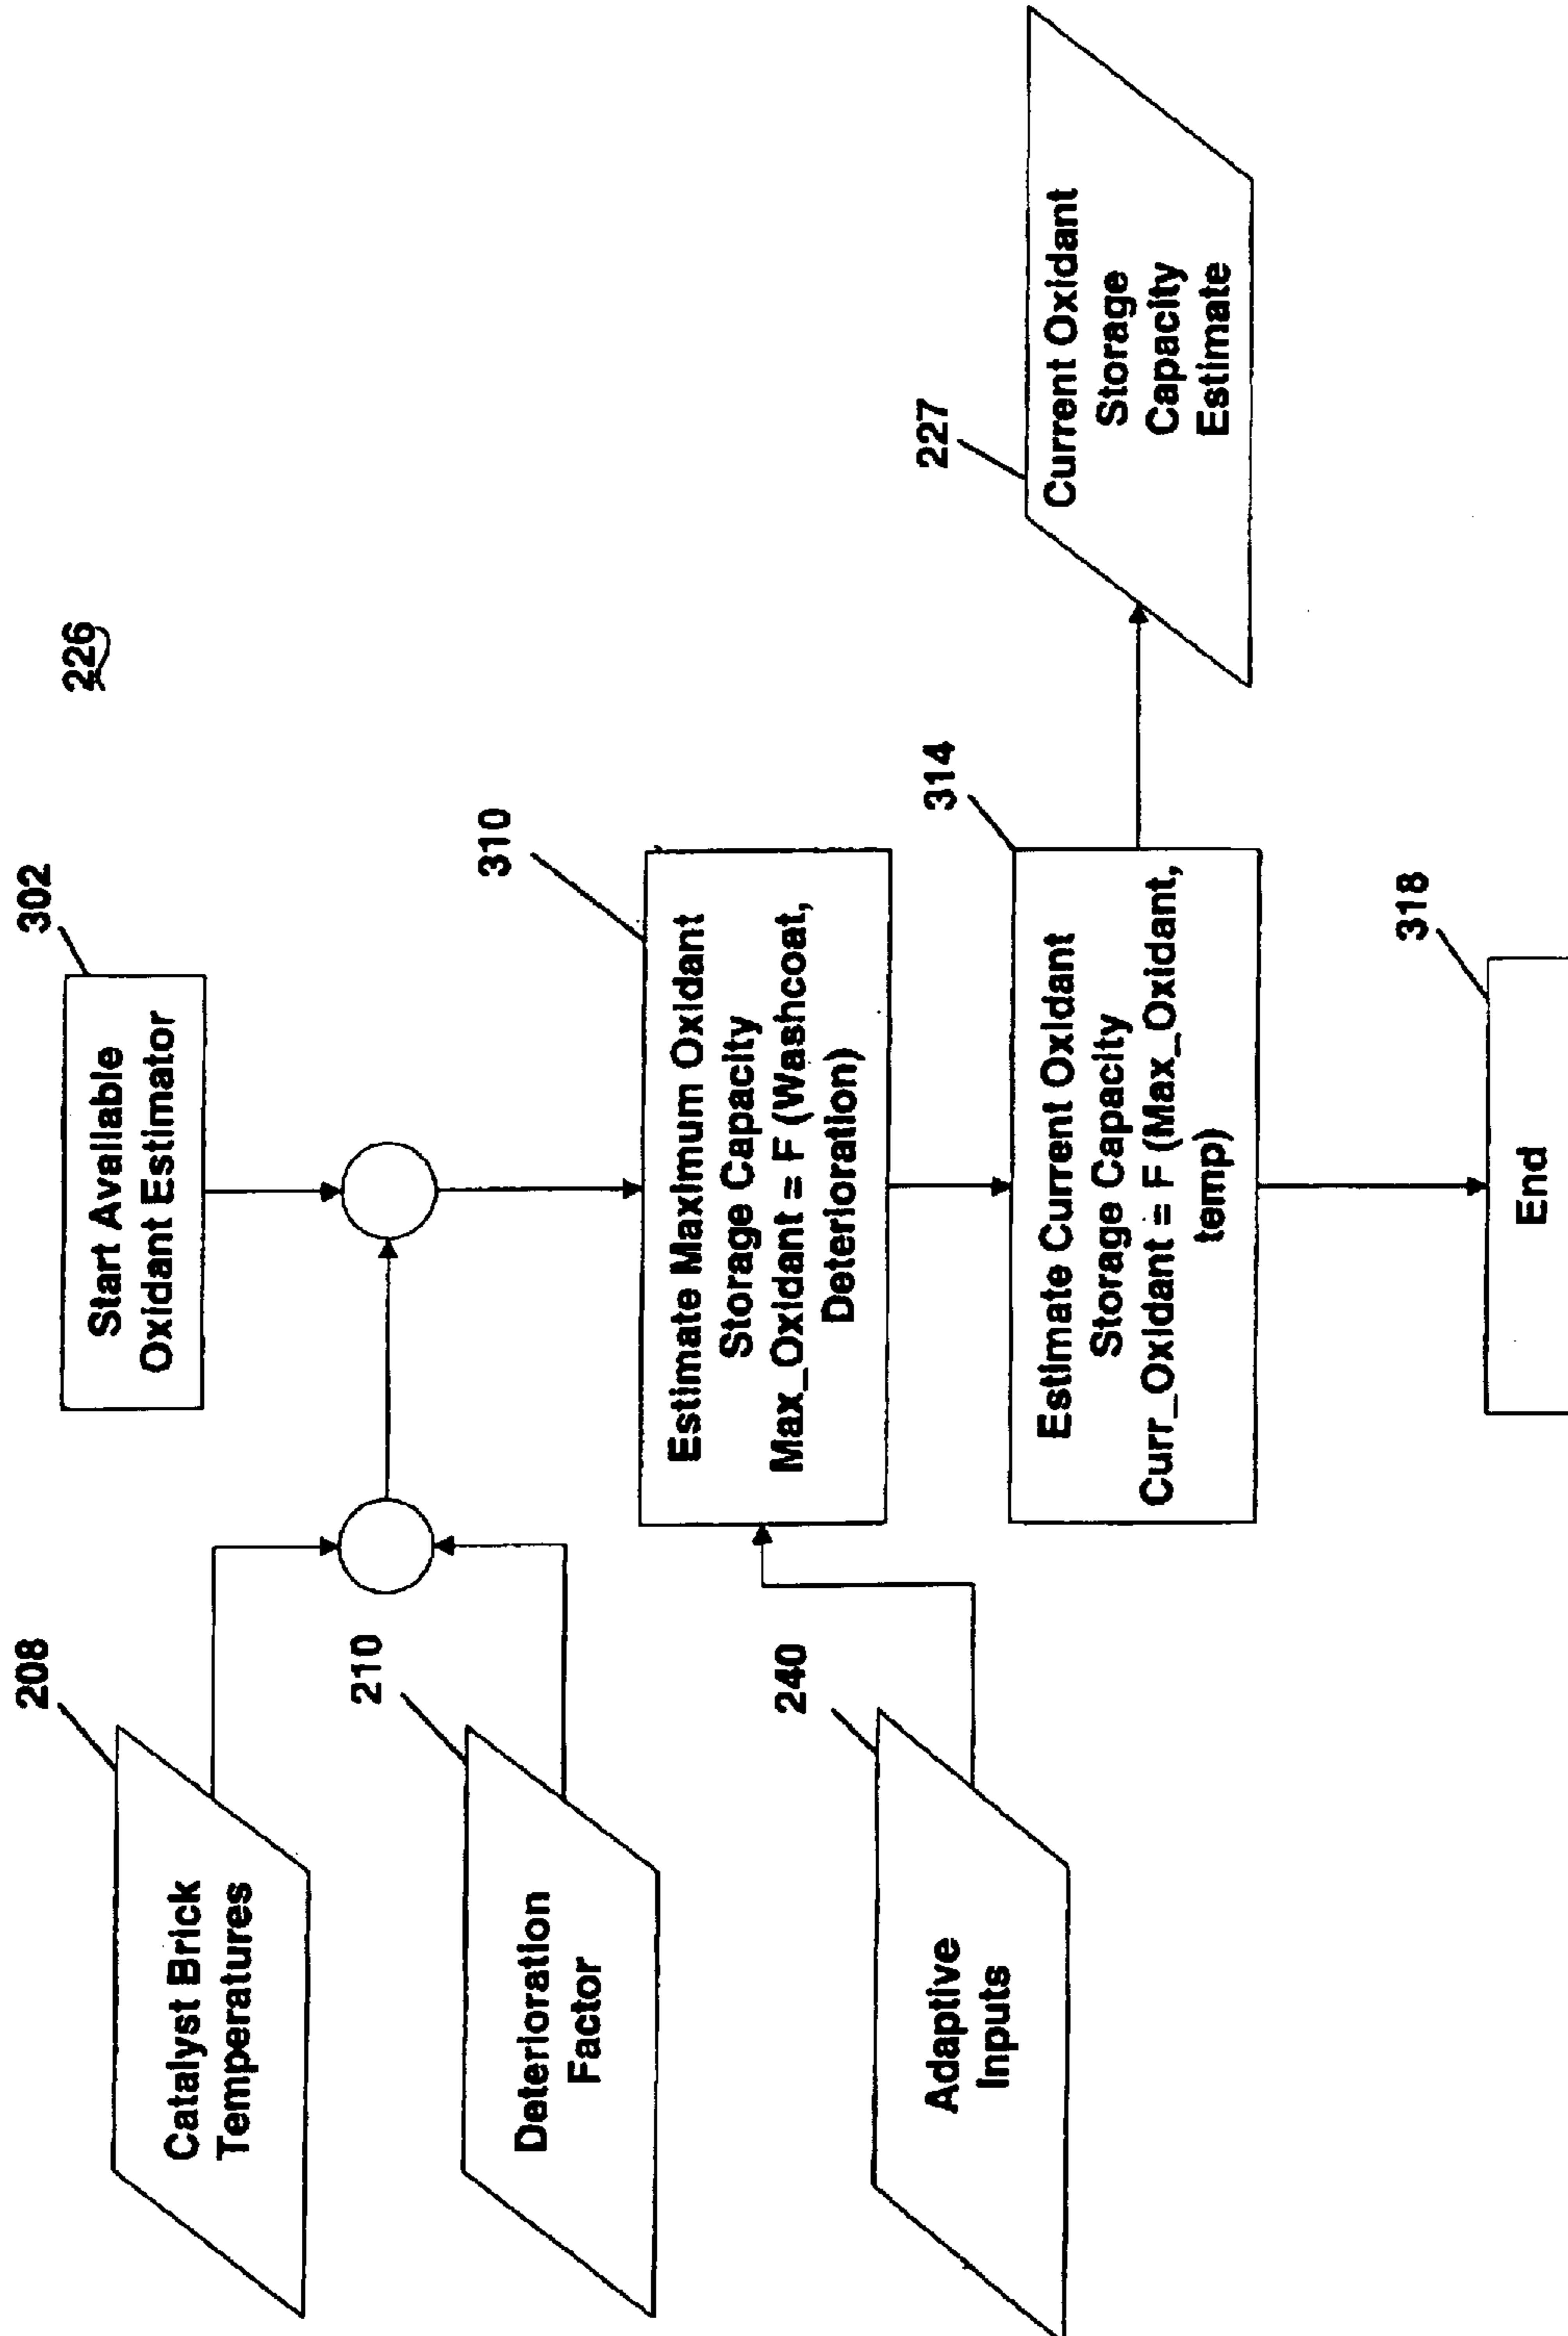 226
302
Start Available
Oxidant Estimator
208
Catalyst Brick
Temperatures
210
Deterioration
Factor
310
Estimate Maximum Oxidant
Storage Capacity
Max_Oxidant = F (Washcoat,
Deterioration)
240
Adaptive
Inputs
314
Estimate Current Oxidant
Storage Capacity
Curr_Oxidant = F (Max_Oxidant,
temp)
227
Current Oxidant
Storage
Capacity
Estimate
318
End